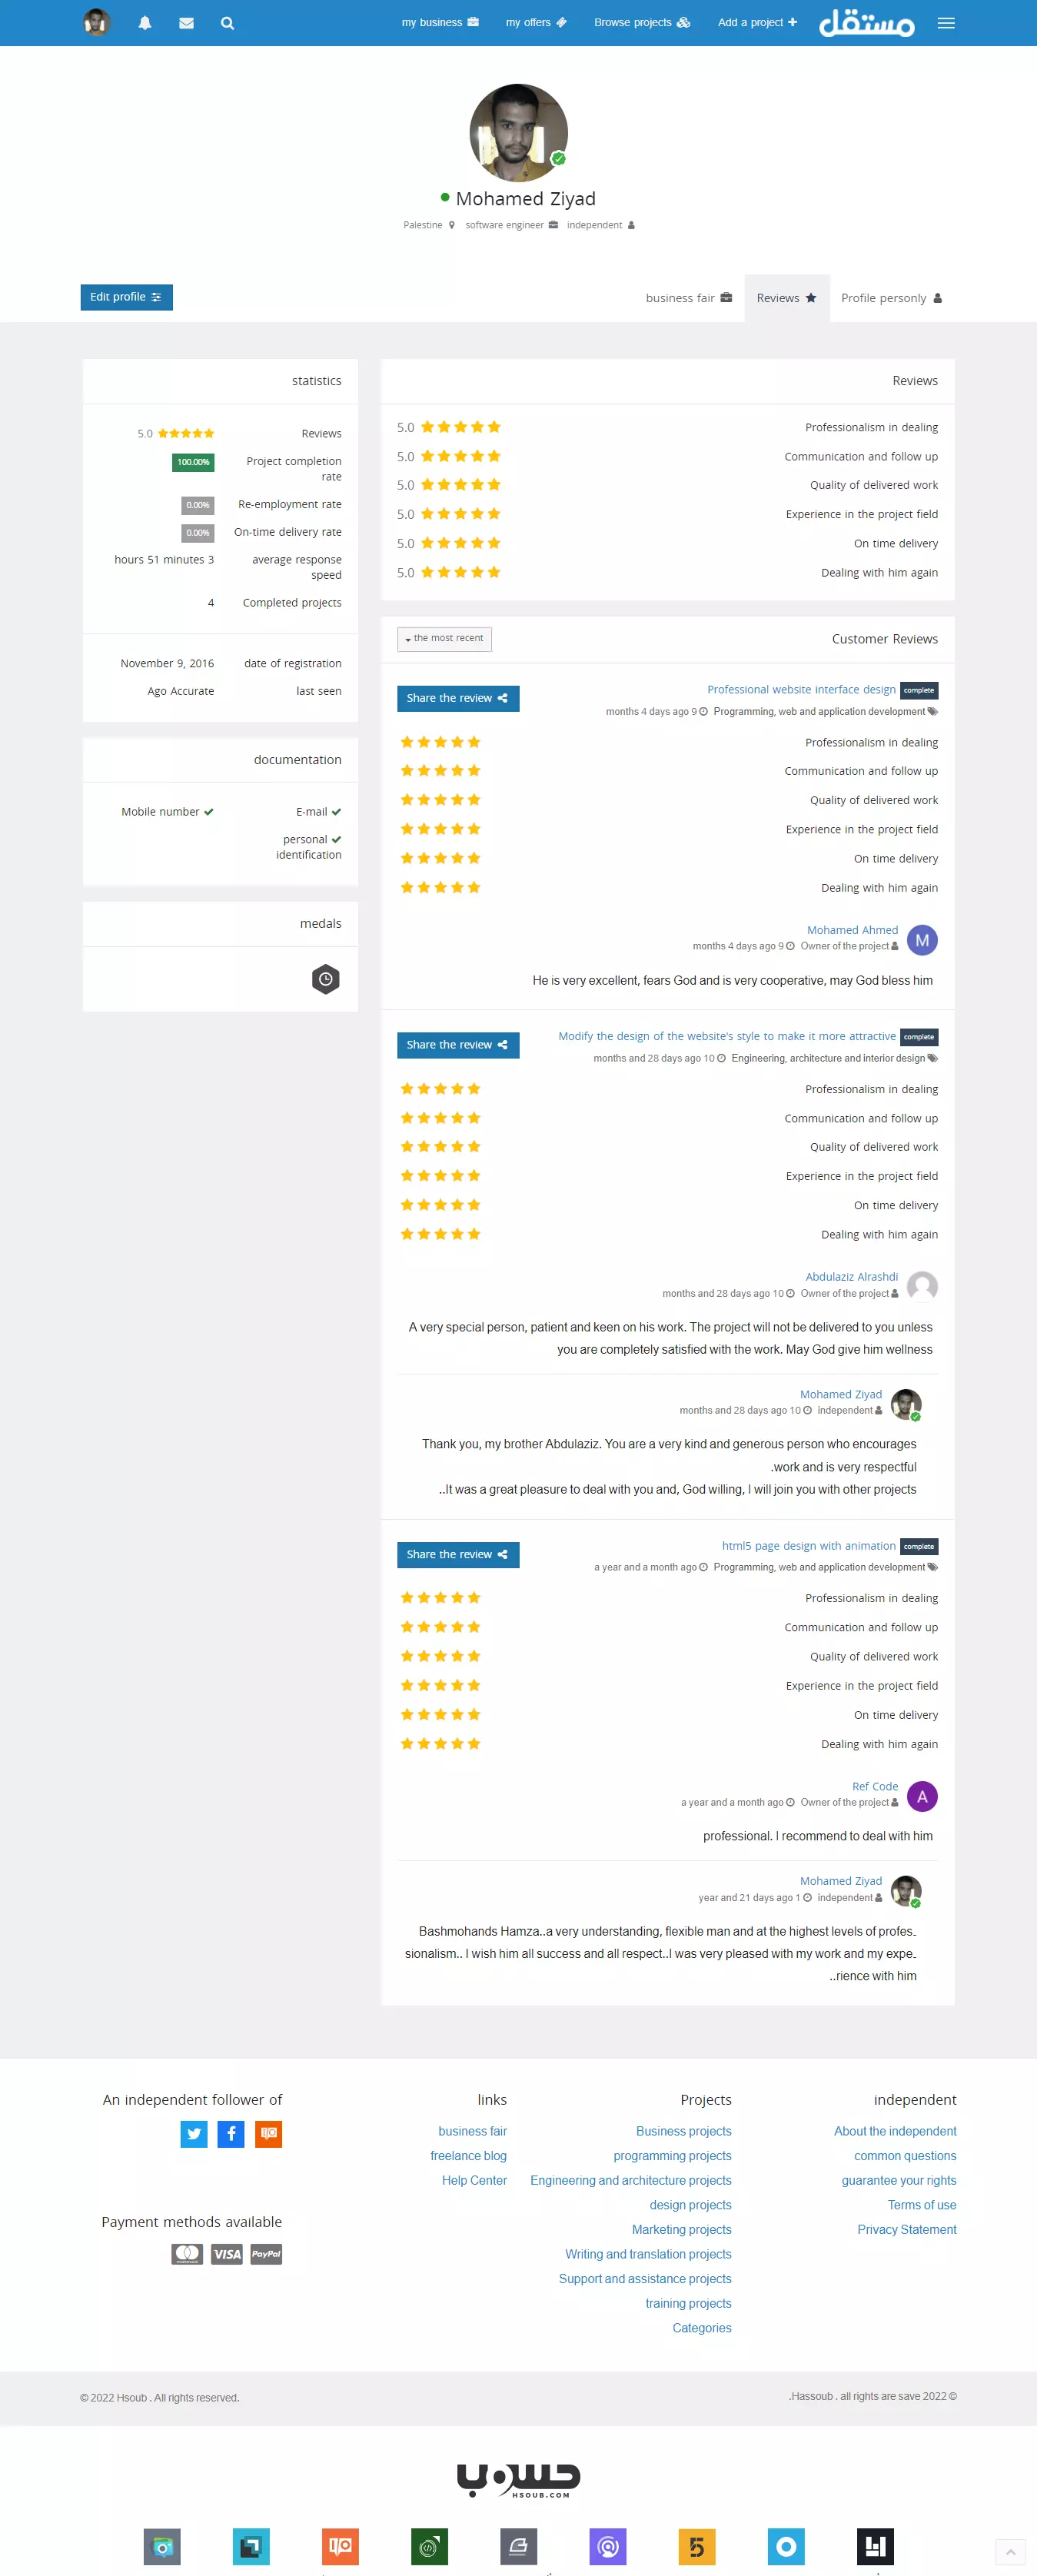 my business
my offers
Browse projects
Add a project
مستقل
Mohamed Ziyad
Palestine software engineer independent
Edit profile
business fair
Reviews
Profile personly
statistics
5.0 Reviews
100.00% Project completion
rate
0.00% Re-employment rate
0.00% On-time delivery rate
hours 51 minutes 3 average response
speed
4 Completed projects
November 9, 2016 date of registration
Ago Accurate last seen
documentation
Mobile number E-mail
personal
identification
medals
Reviews
5.0 Professionalism in dealing
5.0 Communication and follow up
5.0 Quality of delivered work
5.0 Experience in the project field
5.0 On time delivery
5.0 Dealing with him again
the most recent Customer Reviews
Share the review Professional website interface design complete
months 4 days ago 9 Programming, web and application development
Professionalism in dealing
Communication and follow up
Quality of delivered work
Experience in the project field
On time delivery
Dealing with him again
Mohamed Ahmed M
months 4 days ago 9 Owner of the project
He is very excellent, fears God and is very cooperative, may God bless him
Share the review Modify the design of the website's style to make it more attractive complete
months and 28 days ago 10 Engineering, architecture and interior design
Professionalism in dealing
Communication and follow up
Quality of delivered work
Experience in the project field
On time delivery
Dealing with him again
Abdulaziz Alrashdi
months and 28 days ago 10 Owner of the project
A very special person, patient and keen on his work. The project will not be delivered to you unless
you are completely satisfied with the work. May God give him wellness
Mohamed Ziyad
months and 28 days ago 10 independent
Thank you, my brother Abdulaziz. You are a very kind and generous person who encourages
.work and is very respectful
..It was a great pleasure to deal with you and, God willing, I will join you with other projects
Share the review html5 page design with animation complete
a year and a month ago Programming, web and application development
Professionalism in dealing
Communication and follow up
Quality of delivered work
Experience in the project field
On time delivery
Dealing with him again
Ref Code A
a year and a month ago Owner of the project
professional. I recommend to deal with him
Mohamed Ziyad
year and 21 days ago 1 independent
Bashmohands Hamza..a very understanding, flexible man and at the highest levels of profes-
sionalism.. I wish him all success and all respect..I was very pleased with my work and my expe-
..rience with him
An independent follower of
Payment methods available
VISA PayPal
links
business fair
freelance blog
Help Center
Projects
Business projects
programming projects
Engineering and architecture projects
design projects
Marketing projects
Writing and translation projects
Support and assistance projects
training projects
Categories
independent
About the independent
common questions
guarantee your rights
Terms of use
Privacy Statement
© 2022 Hsoub . All rights reserved.
.Hassoub . all rights are save 2022 ©
حسوب
HSOUB.COM